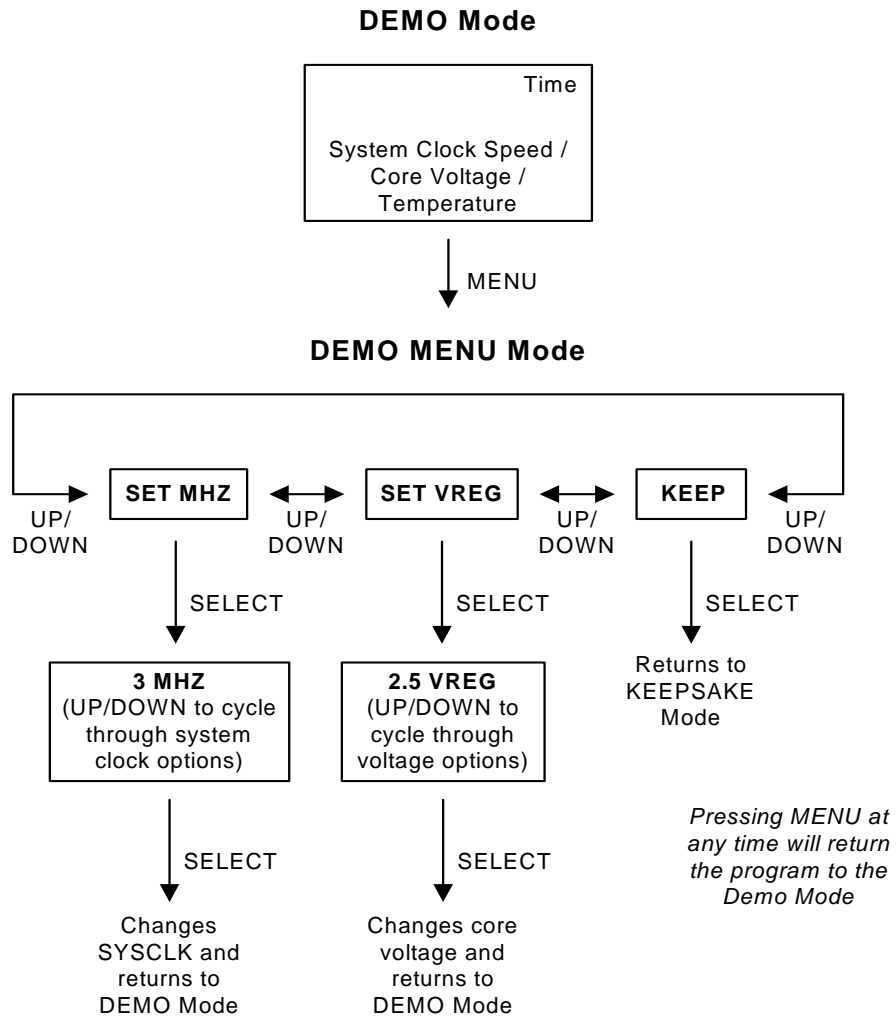 DEMO Mode
Time
System Clock Speed /
Core Voltage /
Temperature
MENU
DEMO MENU Mode
SET MHZ
SET VREG
KEEP
UP/
DOWN
UP/
DOWN
UP/
DOWN
UP/
DOWN
SELECT
SELECT
SELECT
3 MHZ
(UP/DOWN to cycle
through system
clock options)
2.5 VREG
(UP/DOWN to
cycle through
voltage options)
Returns to
KEEPSAKE
Mode
SELECT
SELECT
Pressing MENU at
any time will return
the program to the
Demo Mode
Changes
SYSCLK and
returns to
DEMO Mode
Changes core
voltage and
returns to
DEMO Mode